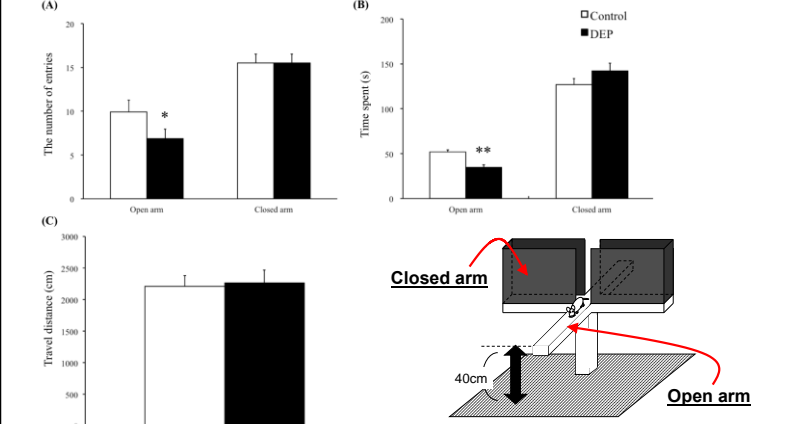 (A)
The number of entries
20
15
10
5
0
*
Open arm
Closed arm
(B)
Control
DEP
Time spent (s)
200
150
100
50
0
**
Open arm
Closed arm
(C)
Travel distance (cm)
3000
2500
2000
1500
1000
500
Closed arm
40cm
Open arm